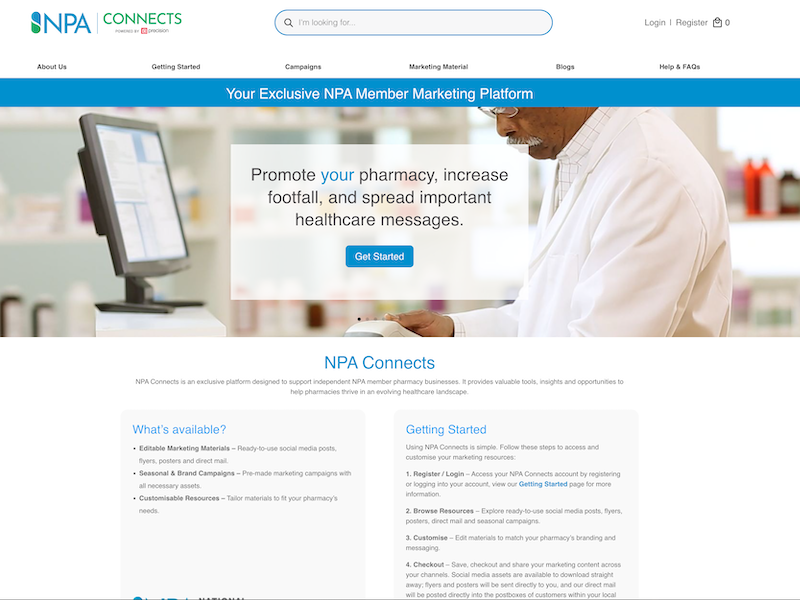 NPA CONNECTS
POWERED BY precision
I'm looking for...
Login | Register 0
About Us
Getting Started
Campaigns
Marketing Material
Blogs
Help & FAQs
Your Exclusive NPA Member Marketing Platform
Promote your pharmacy, increase
footfall, and spread important
healthcare messages.
Get Started
NPA Connects
NPA Connects is an exclusive platform designed to support independent NPA member pharmacy businesses. It provides valuable tools, insights and opportunities to
help pharmacies thrive in an evolving healthcare landscape.
What's available?
• Editable Marketing Materials – Ready-to-use social media posts,
flyers, posters and direct mail.
• Seasonal & Brand Campaigns – Pre-made marketing campaigns with
all necessary assets.
• Customisable Resources – Tailor materials to fit your pharmacy's
needs.
Getting Started
Using NPA Connects is simple. Follow these steps to access and
customise your marketing resources:
1. Register / Login – Access your NPA Connects account by registering
or logging into your account, view our Getting Started page for more
information.
2. Browse Resources – Explore ready-to-use social media posts, flyers,
posters, direct mail and seasonal campaigns.
3. Customise – Edit materials to match your pharmacy's branding and
messaging.
4. Checkout – Save, checkout and share your marketing content across
your channels. Social media assets are available to download straight
away; flyers and posters will be sent directly to you, and our direct mail
will be posted directly into the postboxes of customers within your local